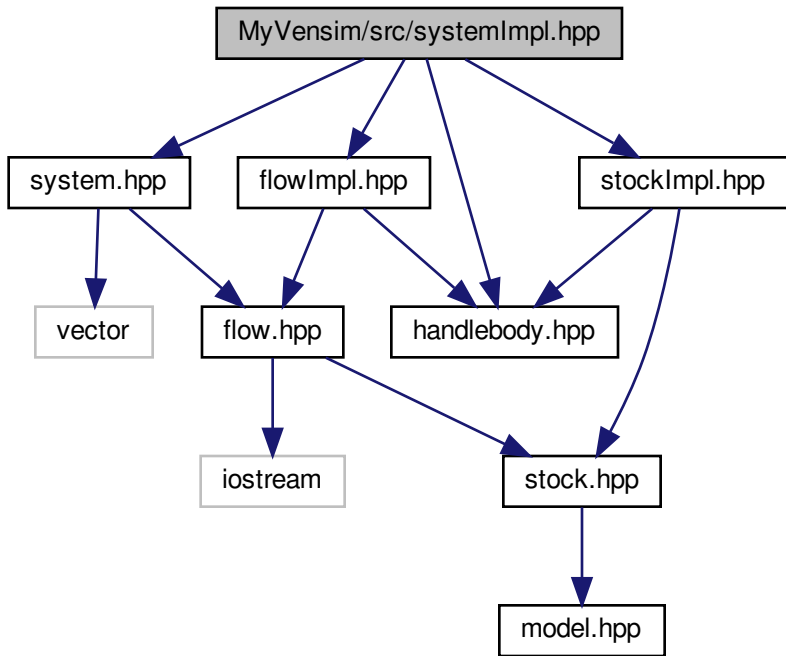 MyVensim/src/systemImpl.hpp
system.hpp
flowImpl.hpp
stockImpl.hpp
vector
flow.hpp
handlebody.hpp
iostream
stock.hpp
model.hpp